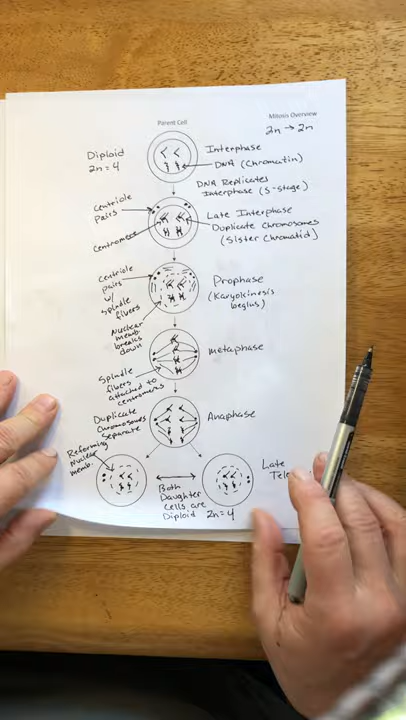 Parent Cell
Mitosis Overview
2n → 2n
Diploid
2n = 4
Interphase
DNA (Chromatin)
DNA Replicates
Interphase (S-stage)
Centriole
Pairs
Centromere
Late Interphase
Duplicate Chromosomes
(Sister Chromatid)
Centriole
pairs
w/
spindle
fibers
Nuclear
memb.
breaks
down
Prophase
(Karyokinesis
begins)
Metaphase
Spindle
fibers
attached to
centromeres
Duplicate
Chromosomes
Separate
Anaphase
Reforming
Nuclear
memb.
Both
Daughter
Cells are
Diploid 2n=4
Late